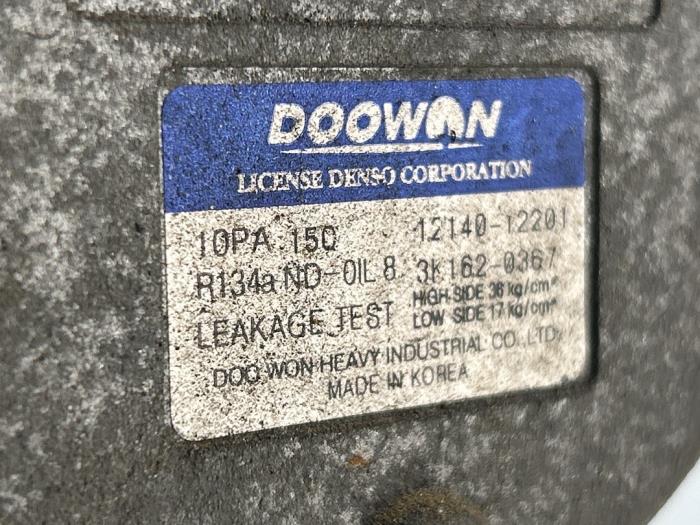 DOOWON
LICENSE DENSO CORPORATION
10PA 15C 12140-12201
R134a ND-OIL 8 3K162-0367
LEAKAGE TEST HIGH SIDE 36 kg/cm²
LOW SIDE 17 kg/cm²
DOO WON HEAVY INDUSTRIAL CO., LTD.
MADE IN KOREA